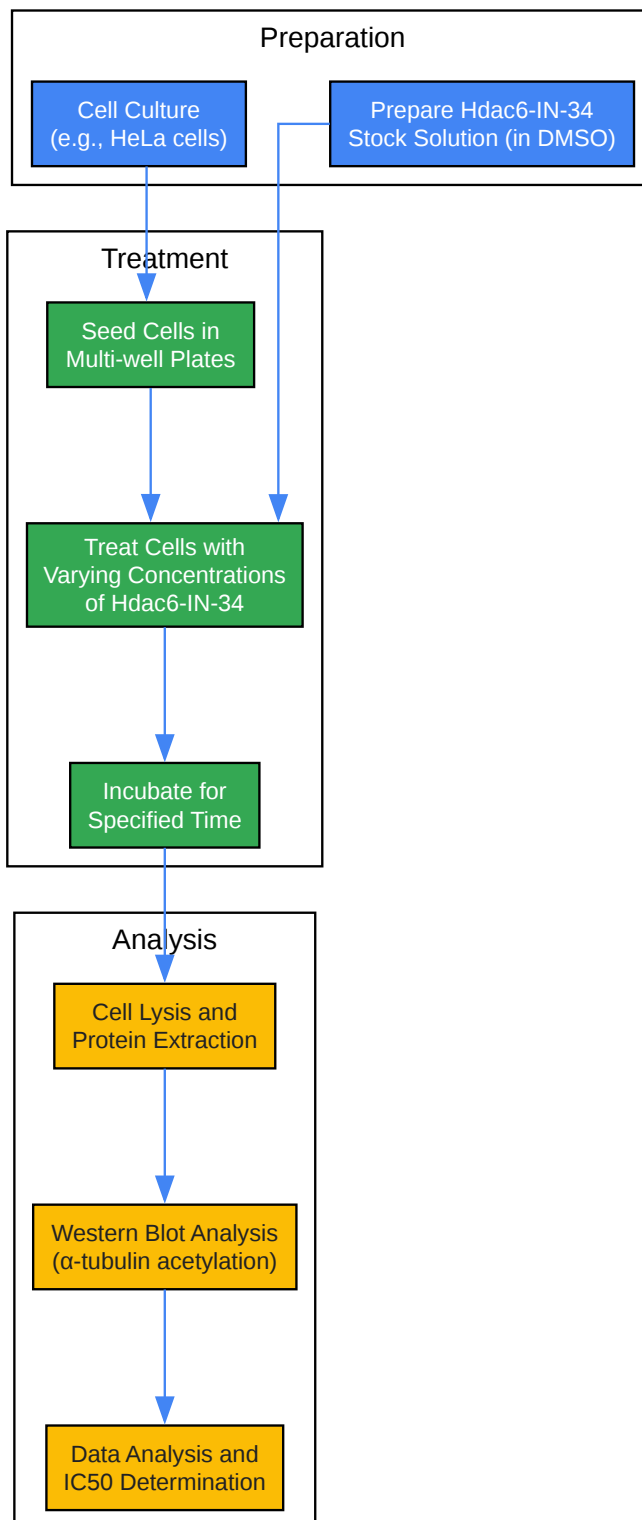 Preparation
Cell Culture
(e.g., HeLa cells)
Prepare Hdac6-IN-34
Stock Solution (in DMSO)
Treatment
Seed Cells in
Multi-well Plates
Treat Cells with
Varying Concentrations
of Hdac6-IN-34
Incubate for
Specified Time
Analysis
Cell Lysis and
Protein Extraction
Western Blot Analysis
(α-tubulin acetylation)
Data Analysis and
IC50 Determination